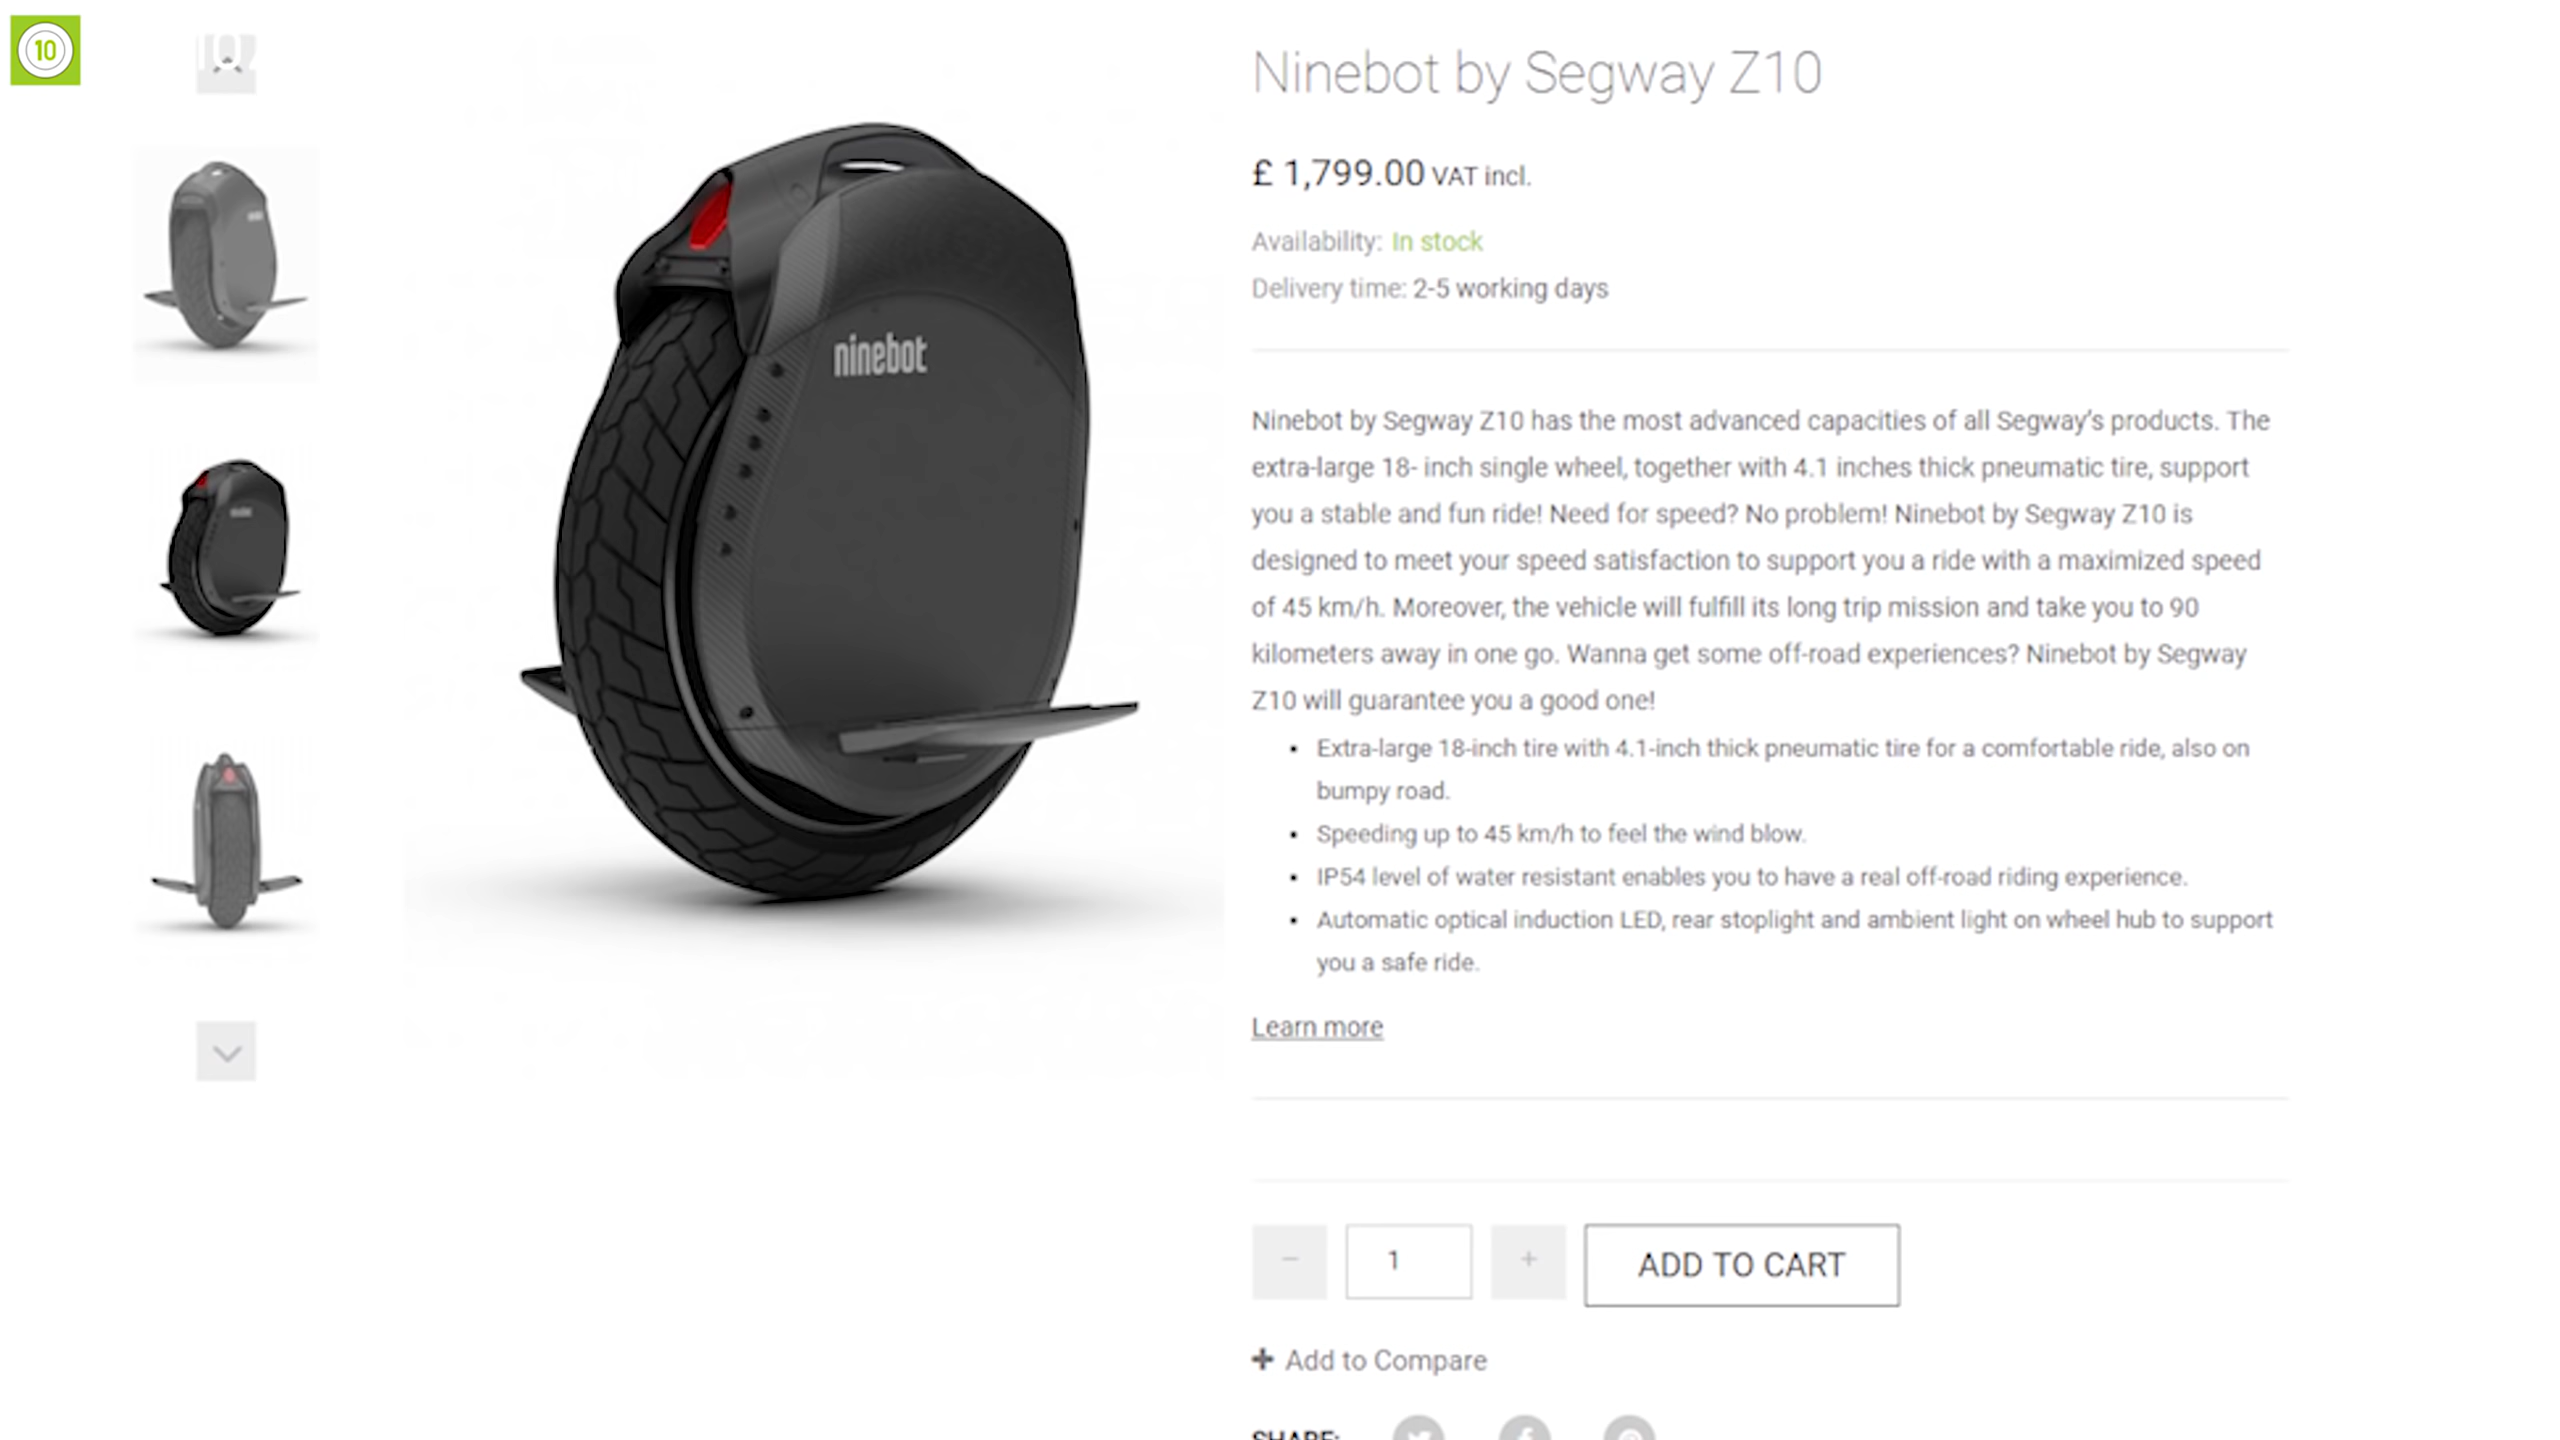 10
Ninebot by Segway Z10
£ 1,799.00 VAT incl.
Availability: In stock
Delivery time: 2-5 working days
ninebot
Ninebot by Segway Z10 has the most advanced capacities of all Segway's products. The
extra-large 18- inch single wheel, together with 4.1 inches thick pneumatic tire, support
you a stable and fun ride! Need for speed? No problem! Ninebot by Segway Z10 is
designed to meet your speed satisfaction to support you a ride with a maximized speed
of 45 km/h. Moreover, the vehicle will fulfill its long trip mission and take you to 90
kilometers away in one go. Wanna get some off-road experiences? Ninebot by Segway
Z10 will guarantee you a good one!
• Extra-large 18-inch tire with 4.1-inch thick pneumatic tire for a comfortable ride, also on
bumpy road.
• Speeding up to 45 km/h to feel the wind blow.
• IP54 level of water resistant enables you to have a real off-road riding experience.
• Automatic optical induction LED, rear stoplight and ambient light on wheel hub to support
you a safe ride.
Learn more
− 1 + ADD TO CART
+ Add to Compare
SHARE: